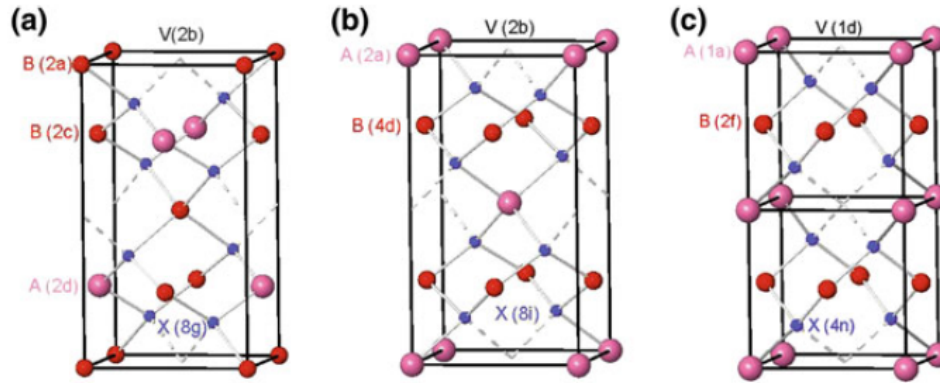 (a)
V(2b)
B (2a)
B (2c)
A (2d)
X (8g)
(b)
V(2b)
A (2a)
B (4d)
X (8i)
(c)
V (1d)
A (1a)
B (2f)
X (4n)